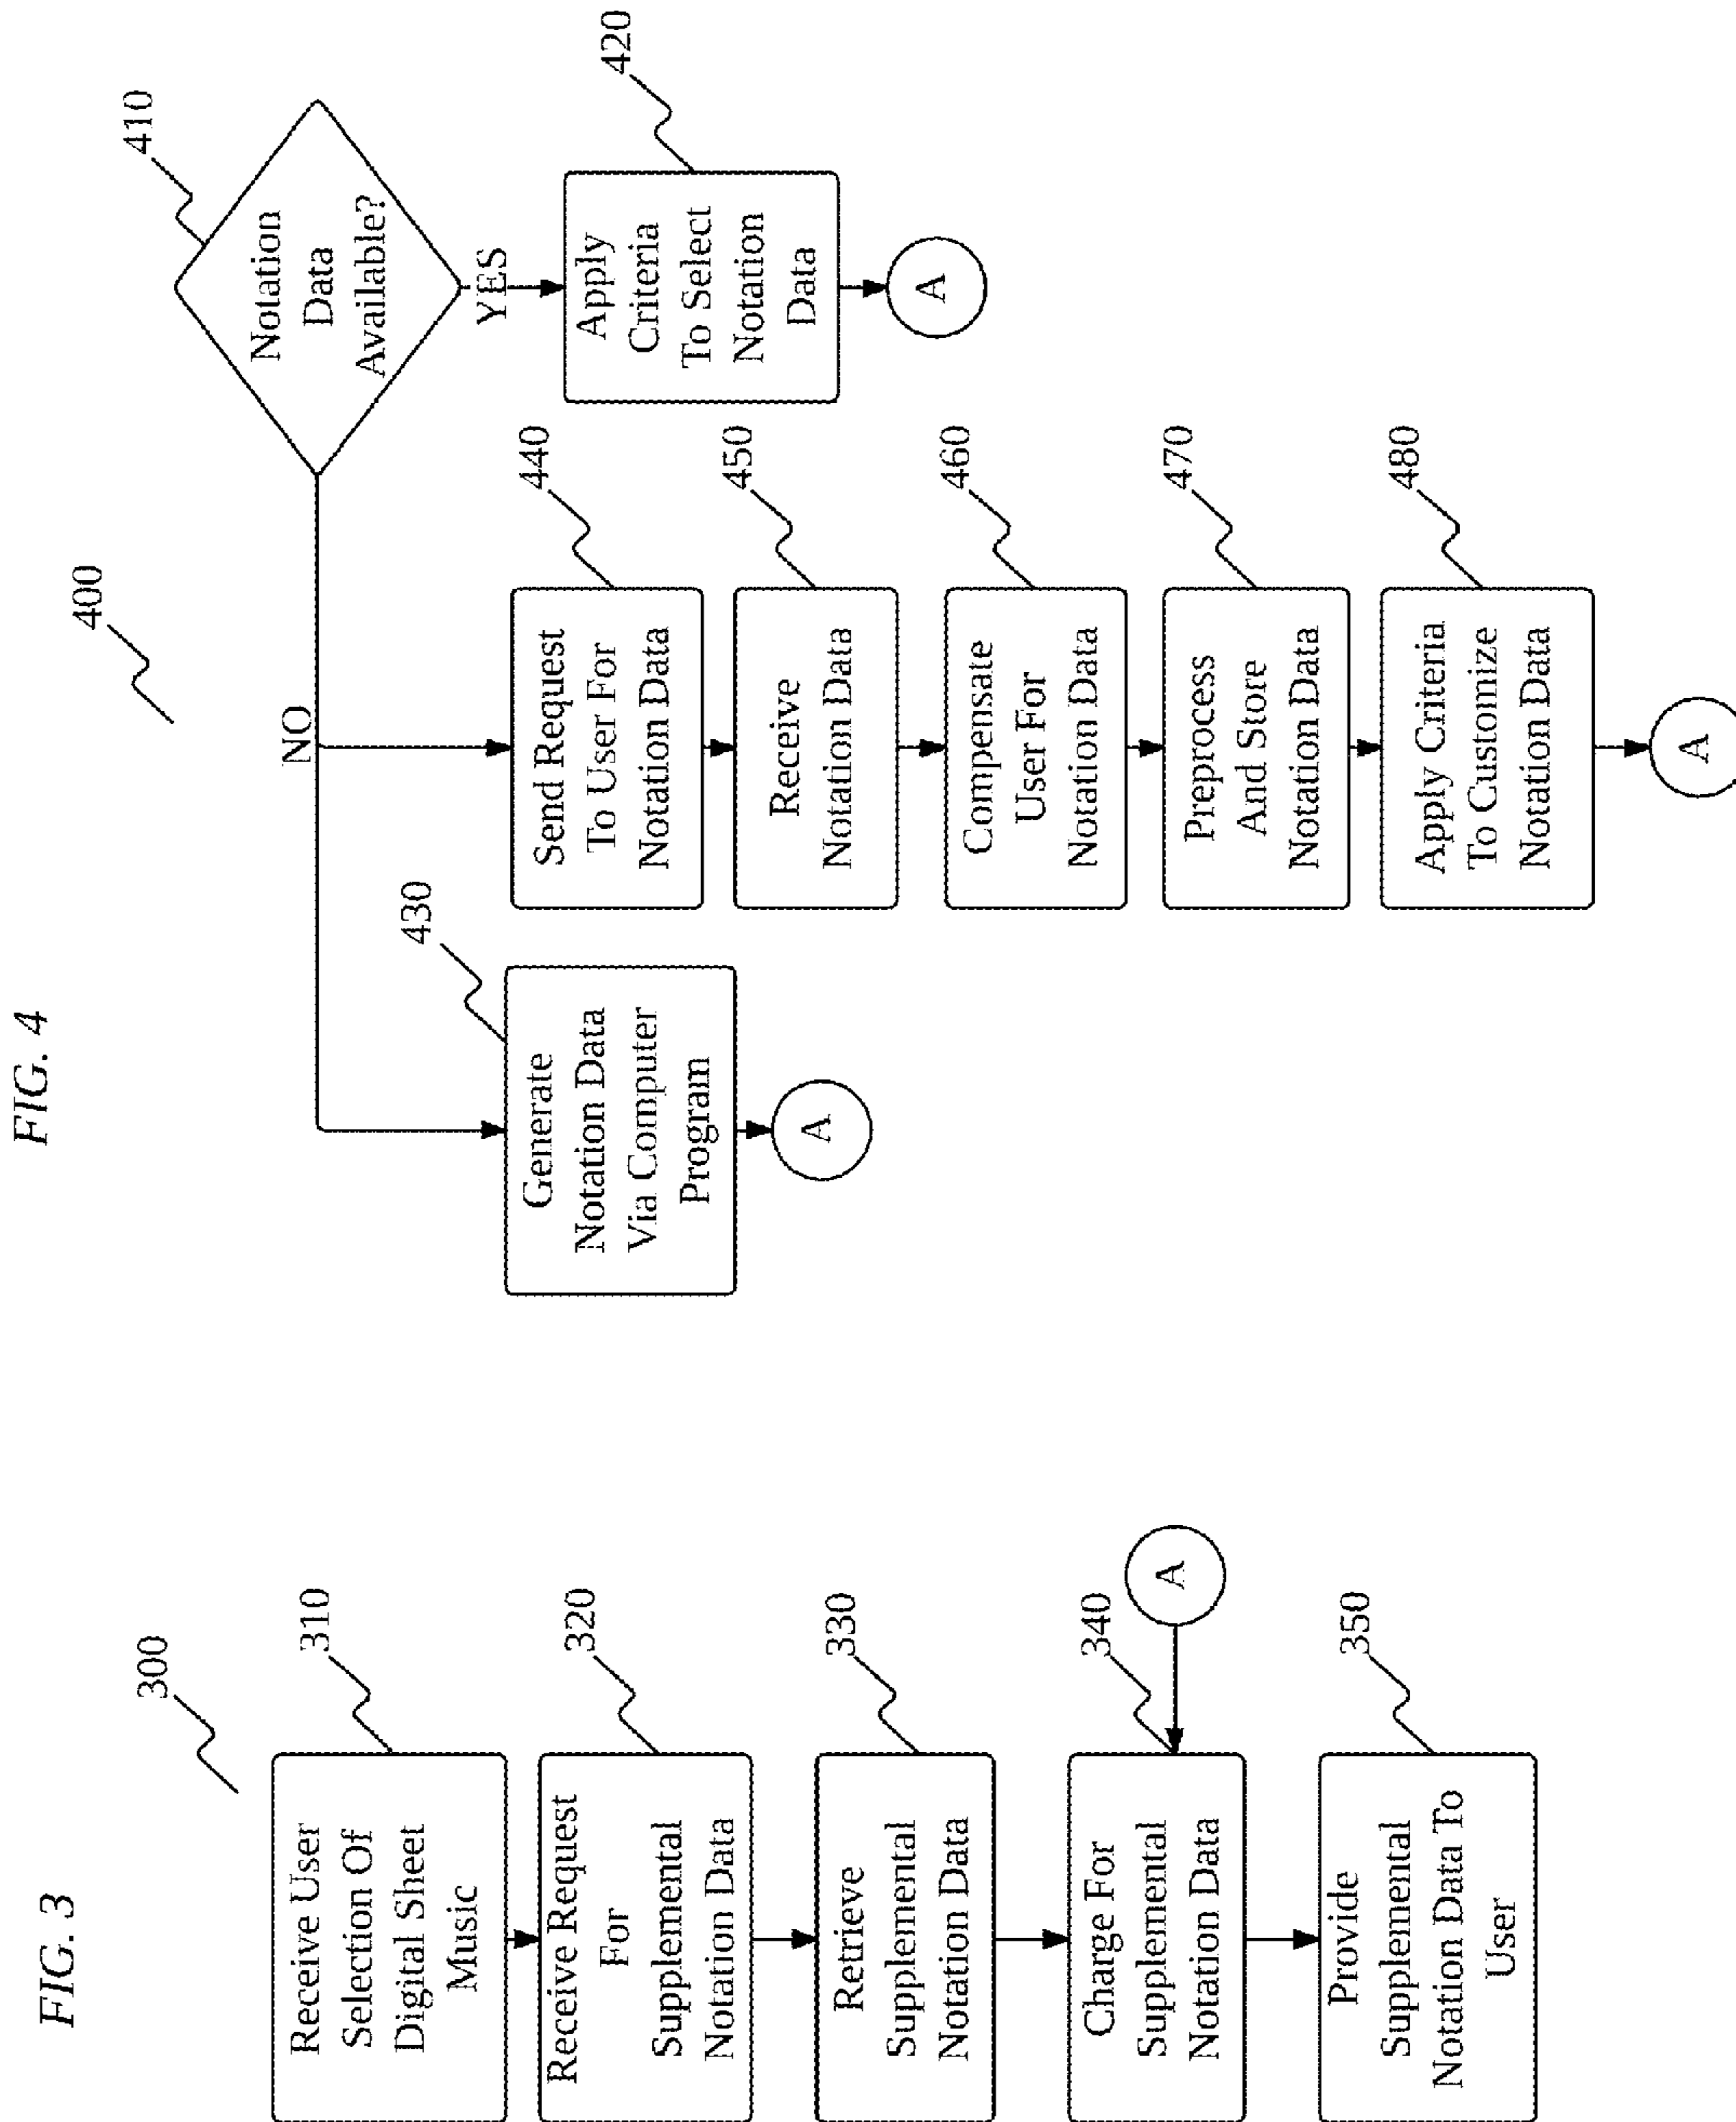 FIG. 3
300
Receive User
Selection Of
Digital Sheet
Music
310
Receive Request
For
Supplemental
Notation Data
320
Retrieve
Supplemental
Notation Data
330
Charge For
Supplemental
Notation Data
340
A
Provide
Supplemental
Notation Data To
User
350
FIG. 4
400
Notation
Data
Available?
410
NO
YES
Generate
Notation Data
Via Computer
Program
430
A
Send Request
To User For
Notation Data
440
Receive
Notation Data
450
Compensate
User For
Notation Data
460
Preprocess
And Store
Notation Data
470
Apply Criteria
To Customize
Notation Data
480
A
Apply
Criteria
To Select
Notation
Data
420
A